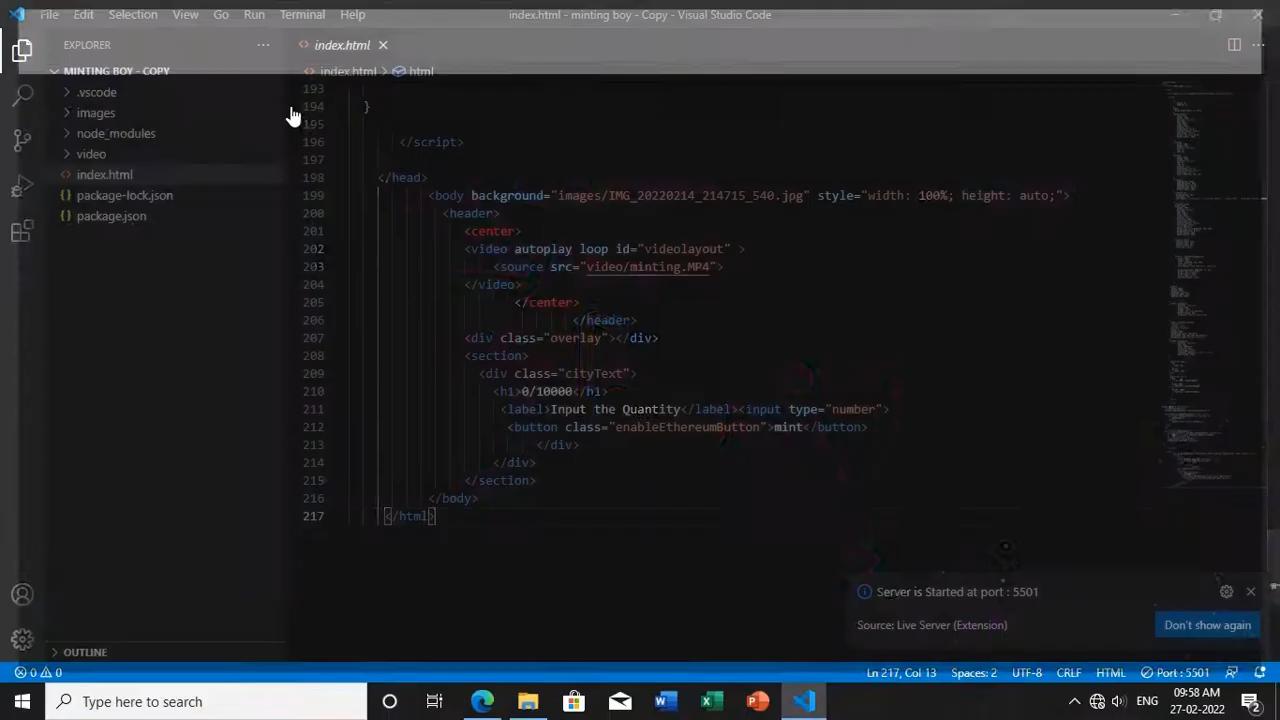 File Edit Selection View Go Run Terminal Help
index.html - minting boy - Copy - Visual Studio Code
EXPLORER
index.html
MINTING BOY - COPY
index.html > html
.vscode
images
node_modules
video
index.html
package-lock.json
package.json
193
194 }
195
196 </script>
197
198 </head>
199 <body background="images/IMG_20220214_214715_540.jpg" style="width: 100%; height: auto;">
200 <header>
201 <center>
202 <video autoplay loop id="videolayout" >
203 <source src="video/minting.MP4">
204 </video>
205 </center>
206 </header>
207 <div class="overlay"></div>
208 <section>
209 <div class="cityText">
210 <h1>0/10000</h1>
211 <label>Input the Quantity</label><input type="number">
212 <button class="enableEthereumButton">mint</button>
213 </div>
214 </div>
215 </section>
216 </body>
217 </html>
Server is Started at port : 5501
Source: Live Server (Extension)
Don't show again
OUTLINE
0 0
Ln 217, Col 13
Spaces: 2
UTF-8
CRLF
HTML
Port : 5501
Type here to search
ENG
09:58 AM
27-02-2022
2